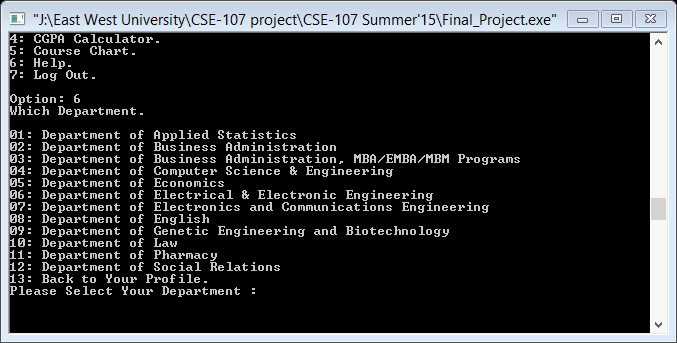 "J:\East West University\CSE-107 project\CSE-107 Summer'15\Final_Project.exe"
4: CGPA Calculator.
5: Course Chart.
6: Help.
7: Log Out.
Option: 6
Which Department.
01: Department of Applied Statistics
02: Department of Business Administration
03: Department of Business Administration, MBA/EMBA/MBM Programs
04: Department of Computer Science & Engineering
05: Department of Economics
06: Department of Electrical & Electronic Engineering
07: Department of Electronics and Communications Engineering
08: Department of English
09: Department of Genetic Engineering and Biotechnology
10: Department of Law
11: Department of Pharmacy
12: Department of Social Relations
13: Back to Your Profile.
Please Select Your Department :